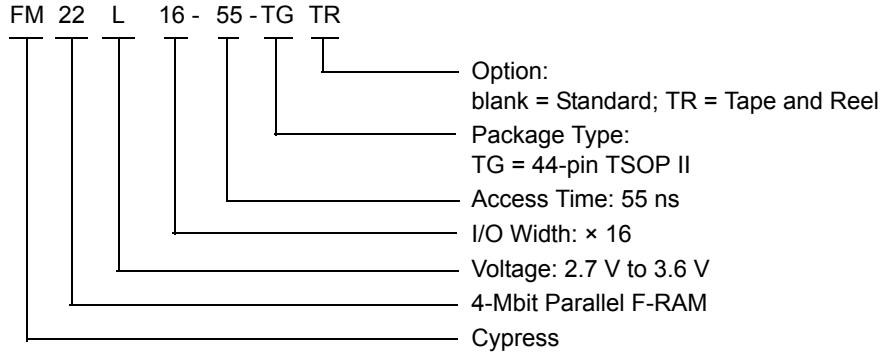 FM 22 L 16 - 55 - TG TR
Option:
blank = Standard; TR = Tape and Reel
Package Type:
TG = 44-pin TSOP II
Access Time: 55 ns
I/O Width: × 16
Voltage: 2.7 V to 3.6 V
4-Mbit Parallel F-RAM
Cypress